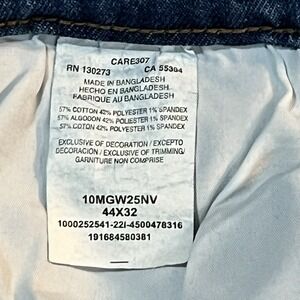 CARE307
RN 130273 CA 55384
MADE IN BANGLADESH
HECHO EN BANGLADESH
FABRIQUE AU BANGLADESH
57% COTTON 42% POLYESTER 1% SPANDEX
57% ALGODON 42% POLIESTER 1% SPANDEX
57% COTON 42% POLYESTER 1% SPANDEX
EXCLUSIVE OF DECORATION / EXCEPTO
DECORACIÓN / EXCLUSIVE OF TRIMMING/
GARNITURE NON COMPRISE
10MGW25NV
44X32
1000252541-22I-4500478316
191684580381